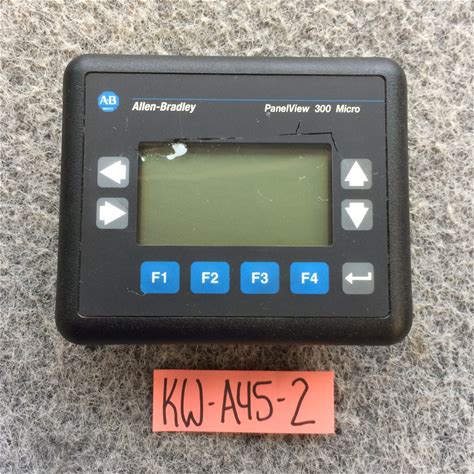 AB
Allen-Bradley
PanelView 300 Micro
F1 F2 F3 F4
KW-A45-2